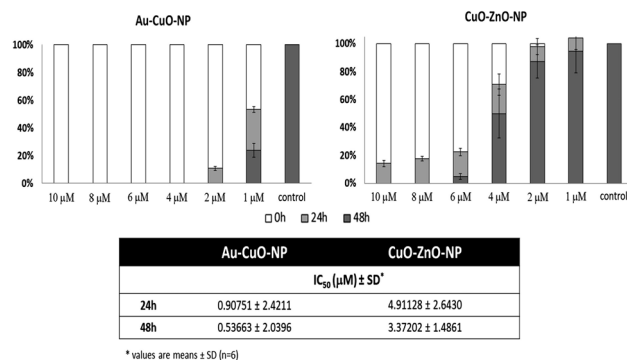 Au-CuO-NP
100%
80%
60%
40%
20%
0%
10 µM 8 µM 6 µM 4 µM 2 µM 1 µM control
CuO-ZnO-NP
100%
80%
60%
40%
20%
0%
10 µM 8 µM 6 µM 4 µM 2 µM 1 µM control
0h 24h 48h
Au-CuO-NP CuO-ZnO-NP
IC50 (µM) ± SD*
24h 0.90751 ± 2.4211 4.91128 ± 2.6430
48h 0.53663 ± 2.0396 3.37202 ± 1.4861
* values are means ± SD (n=6)